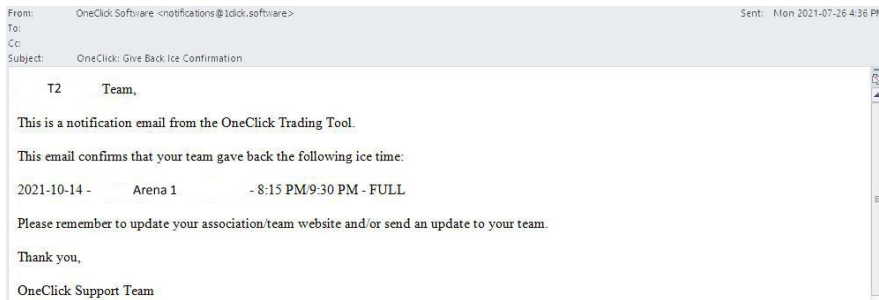 From: OneClick Software <notifications@1click.software> Sent: Mon 2021-07-26 4:36 PM
To:
Cc:
Subject: OneClick: Give Back Ice Confirmation
T2 Team,
This is a notification email from the OneClick Trading Tool.
This email confirms that your team gave back the following ice time:
2021-10-14 - Arena 1 - 8:15 PM/9:30 PM - FULL
Please remember to update your association/team website and/or send an update to your team.
Thank you,
OneClick Support Team